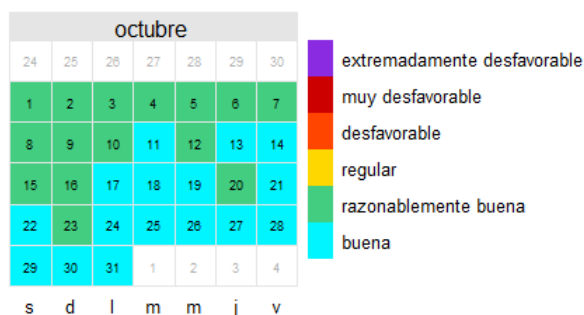 octubre
24 25 26 27 28 29 30
1 2 3 4 5 6 7
8 9 10 11 12 13 14
15 16 17 18 19 20 21
22 23 24 25 26 27 28
29 30 31 1 2 3 4
s d l m m j v
extremadamente desfavorable
muy desfavorable
desfavorable
regular
razonablemente buena
buena